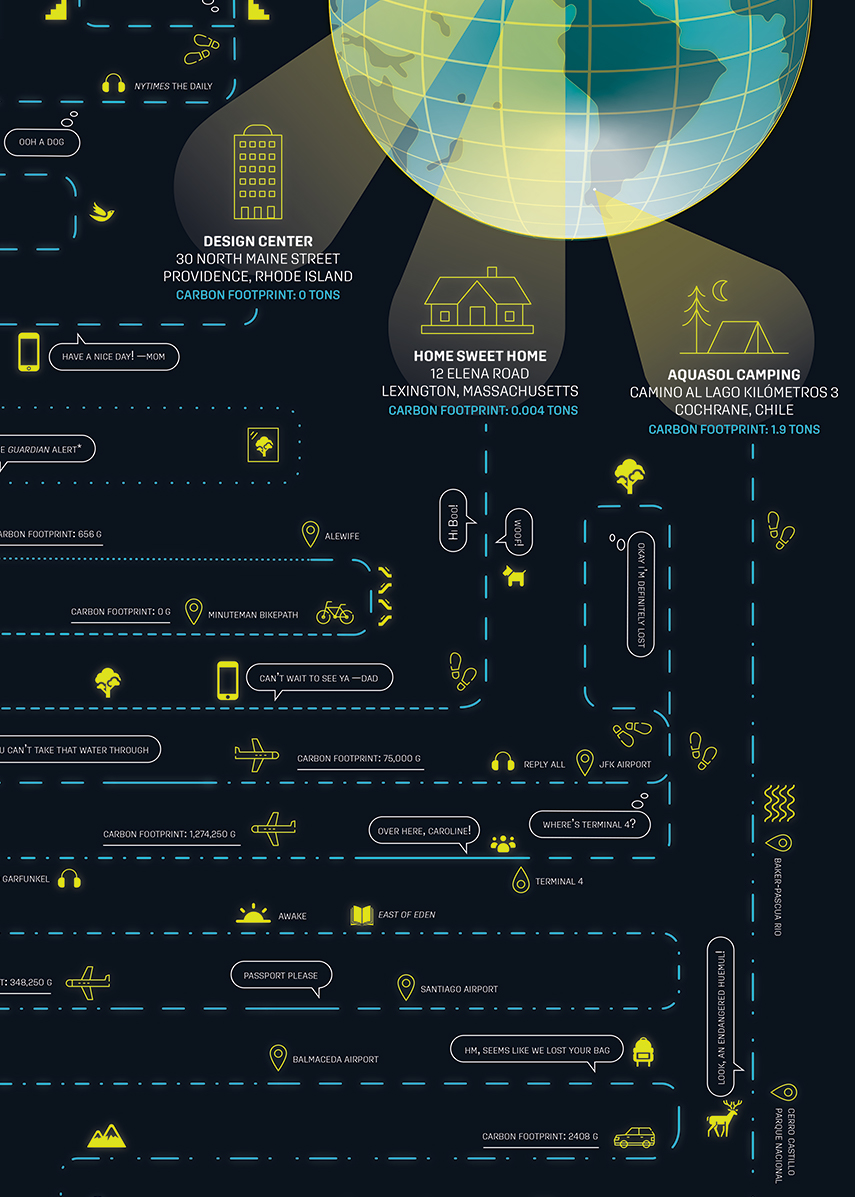 NYTIMES THE DAILY
OOH A DOG
DESIGN CENTER
30 NORTH MAINE STREET
PROVIDENCE, RHODE ISLAND
CARBON FOOTPRINT: 0 TONS
HAVE A NICE DAY! —MOM
HOME SWEET HOME
12 ELENA ROAD
LEXINGTON, MASSACHUSETTS
CARBON FOOTPRINT: 0.004 TONS
AQUASOL CAMPING
CAMINO AL LAGO KILÓMETROS 3
COCHRANE, CHILE
CARBON FOOTPRINT: 1.9 TONS
E GUARDIAN ALERT*
ARBON FOOTPRINT: 656 G
ALEWIFE
HI BOO!
WOOF!
OKAY I'M DEFINITELY LOST
CARBON FOOTPRINT: 0 G
MINUTEMAN BIKEPATH
CAN'T WAIT TO SEE YA —DAD
U CAN'T TAKE THAT WATER THROUGH
CARBON FOOTPRINT: 75,000 G
REPLY ALL
JFK AIRPORT
CARBON FOOTPRINT: 1,274,250 G
OVER HERE, CAROLINE!
WHERE'S TERMINAL 4?
GARFUNKEL
TERMINAL 4
BAKER-PASCUA RIO
AWAKE
EAST OF EDEN
T: 348,250 G
PASSPORT PLEASE
SANTIAGO AIRPORT
LOOK, AN ENDANGERED HUEMUL!
BALMACEDA AIRPORT
HM, SEEMS LIKE WE LOST YOUR BAG
CARBON FOOTPRINT: 2408 G
CERRO CASTILLO
PARQUE NACIONAL